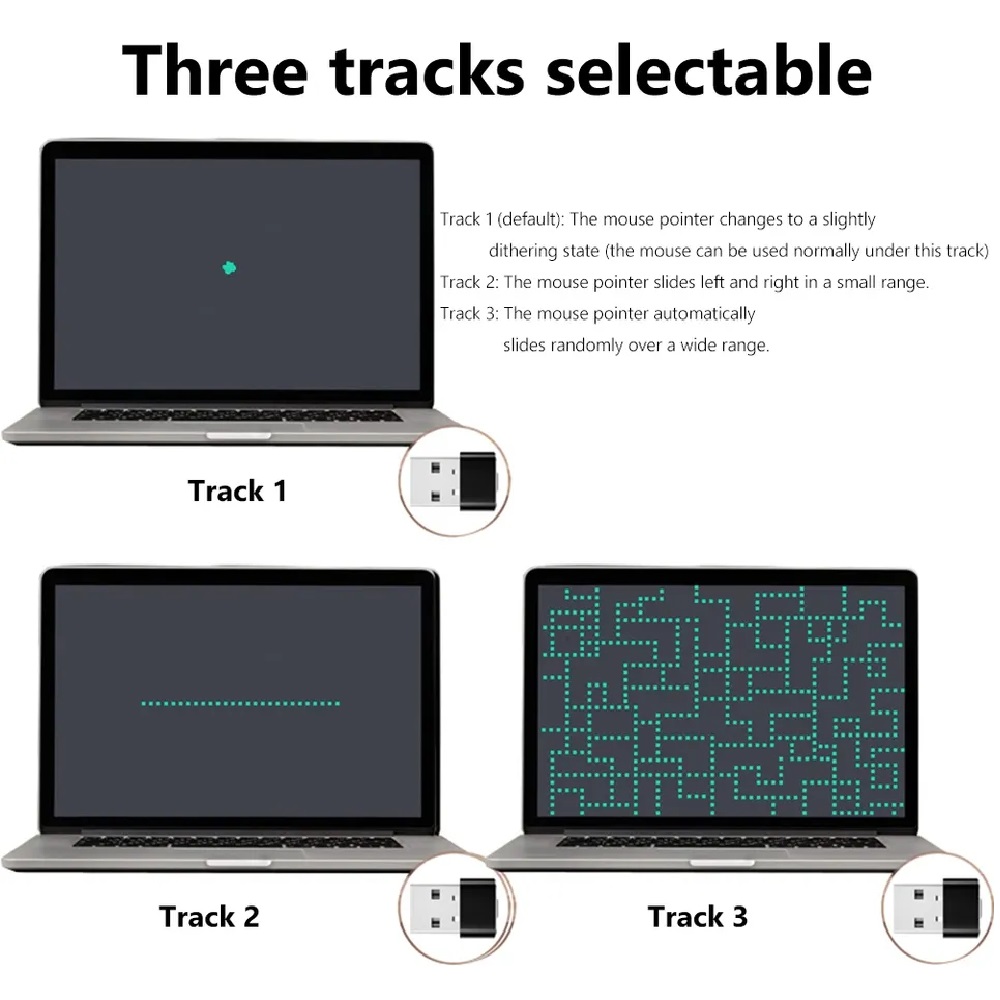 Three tracks selectable
Track 1 (default): The mouse pointer changes to a slightly
dithering state (the mouse can be used normally under this track)
Track 2: The mouse pointer slides left and right in a small range.
Track 3: The mouse pointer automatically
slides randomly over a wide range.
Track 1
Track 2
Track 3